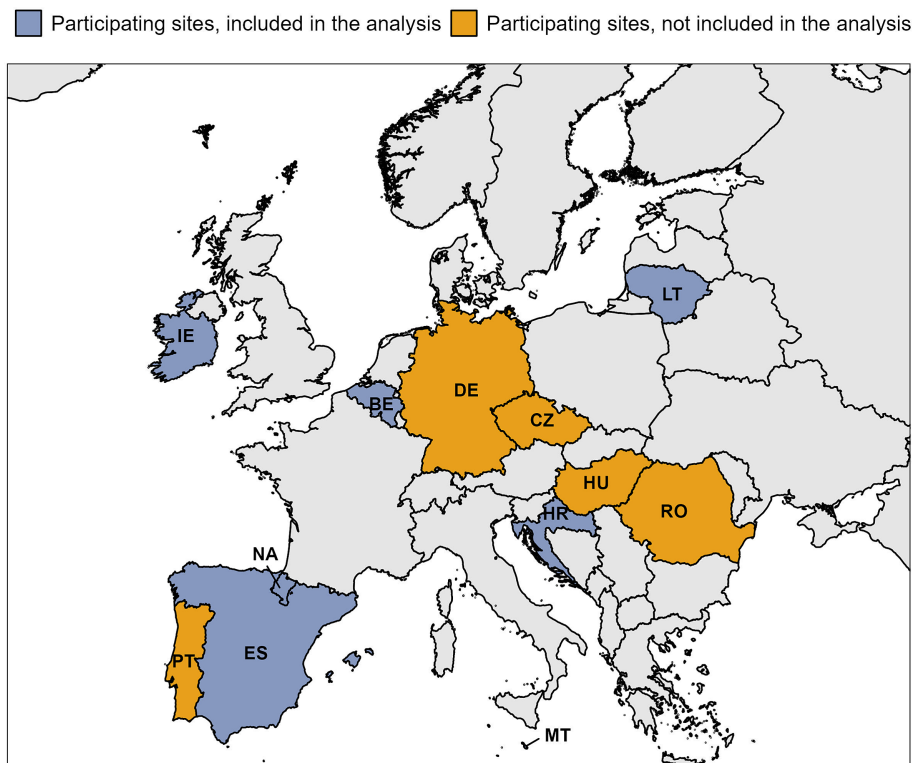 Participating sites, included in the analysis
Participating sites, not included in the analysis
LT
IE
DE
BE
CZ
HU
HR
RO
NA
ES
PT
MT